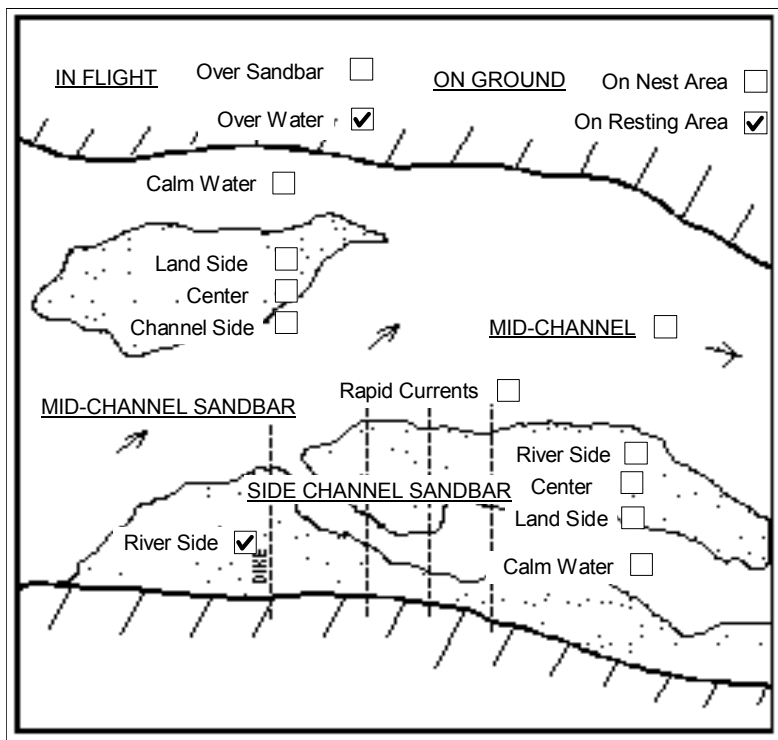 IN FLIGHT Over Sandbar ON GROUND On Nest Area
Over Water On Resting Area
Calm Water
Land Side
Center
Channel Side
MID-CHANNEL
Rapid Currents
MID-CHANNEL SANDBAR
River Side
SIDE CHANNEL SANDBAR Center
Land Side
River Side
DIKE
Calm Water